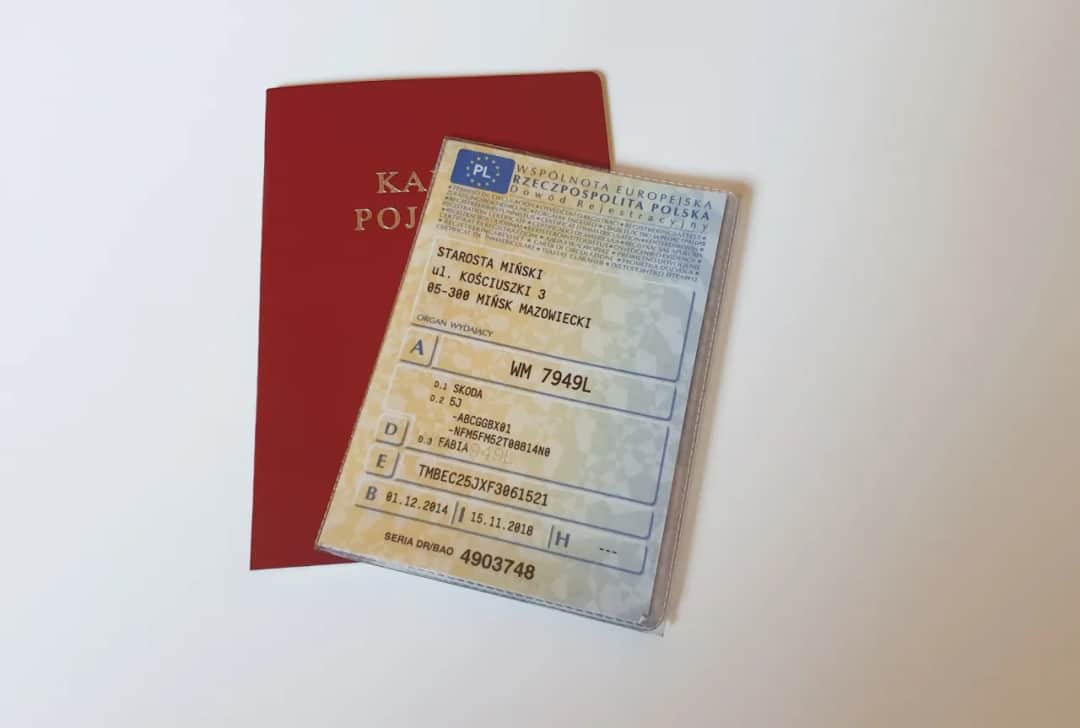 KA
POJ
PL
WSPÓLNOTA EUROPEJSKA
RZECZPOSPOLITA POLSKA
Dowód Rejestracyjny
STAROSTA MIŃSKI
ul. KOŚCIUSZKI 3
05-300 MIŃSK MAZOWIECKI
ORGAN WYDAJĄCY
A WM 7949L
D.1 SKODA
D.2 5J
-ABCGGBX01
-NFM5FM52T08814N0
D D.3 FABIA
E TMBEC25JXF3061521
B 01.12.2014 I 15.11.2018 H ---
SERIA DR/BAO 4903748